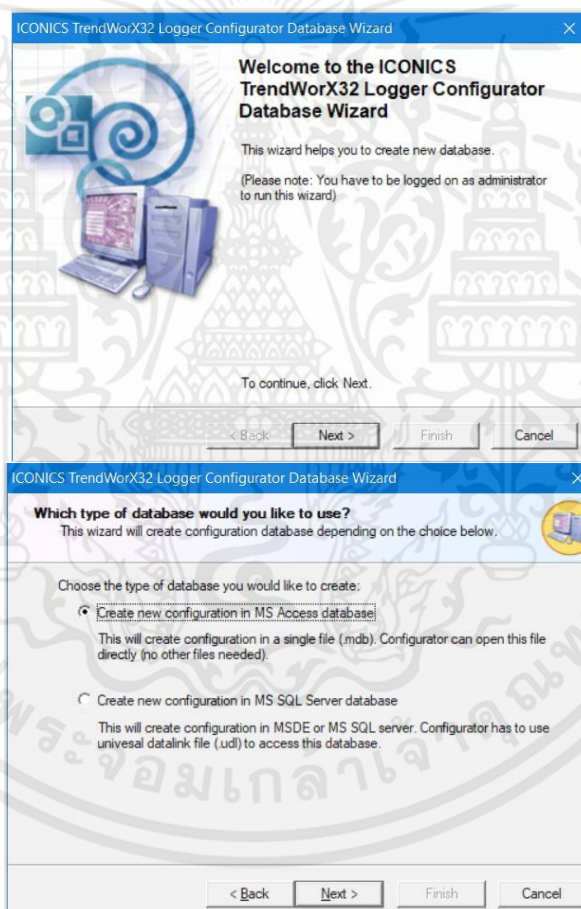 ICONICS TrendWorX32 Logger Configurator Database Wizard
Welcome to the ICONICS
TrendWorX32 Logger Configurator
Database Wizard
This wizard helps you to create new database.
(Please note: You have to be logged on as administrator
to run this wizard)
To continue, click Next.
< Back
Next >
Finish
Cancel
ICONICS TrendWorX32 Logger Configurator Database Wizard
Which type of database would you like to use?
This wizard will create configuration database depending on the choice below.
Choose the type of database you would like to create:
Create new configuration in MS Access database
This will create configuration in a single file (.mdb). Configurator can open this file
directly (no other files needed).
Create new configuration in MS SQL Server database
This will create configuration in MSDE or MS SQL server. Configurator has to use
univesal datalink file (.udl) to access this database.
< Back
Next >
Finish
Cancel